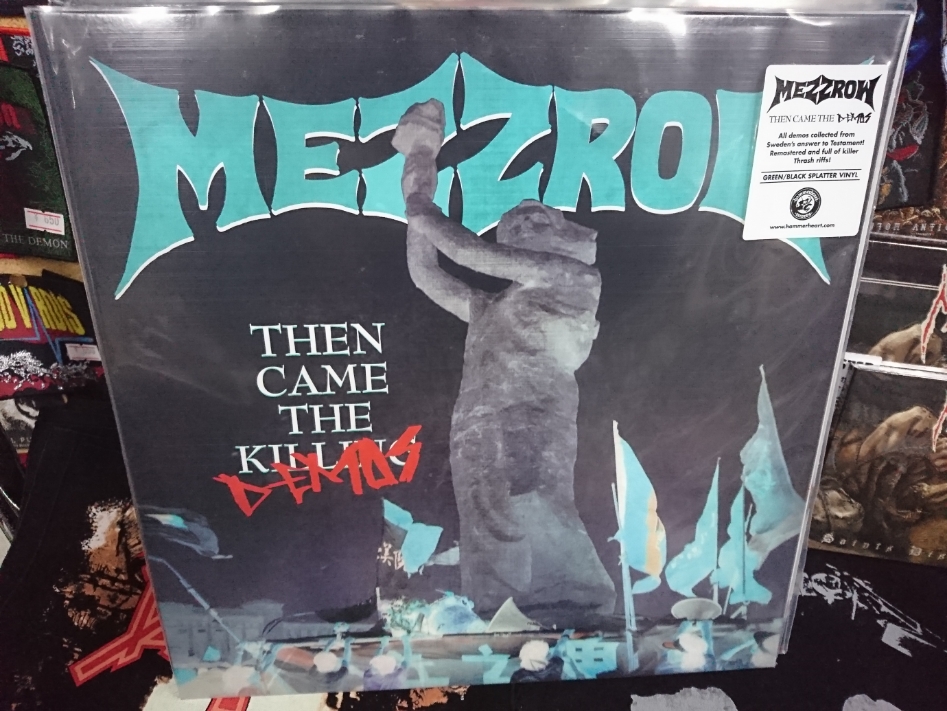 MEZZROW
THEN
CAME
THE
KILLING
DEMOS
MEZZROW
THEN CAME THE DEMOS
All demos collected from
Sweden's answer to Testament!
Remastered and full of killer
Thrash riffs!
GREEN/BLACK SPLATTER VINYL
www.hammerheart.com
THE DEMON